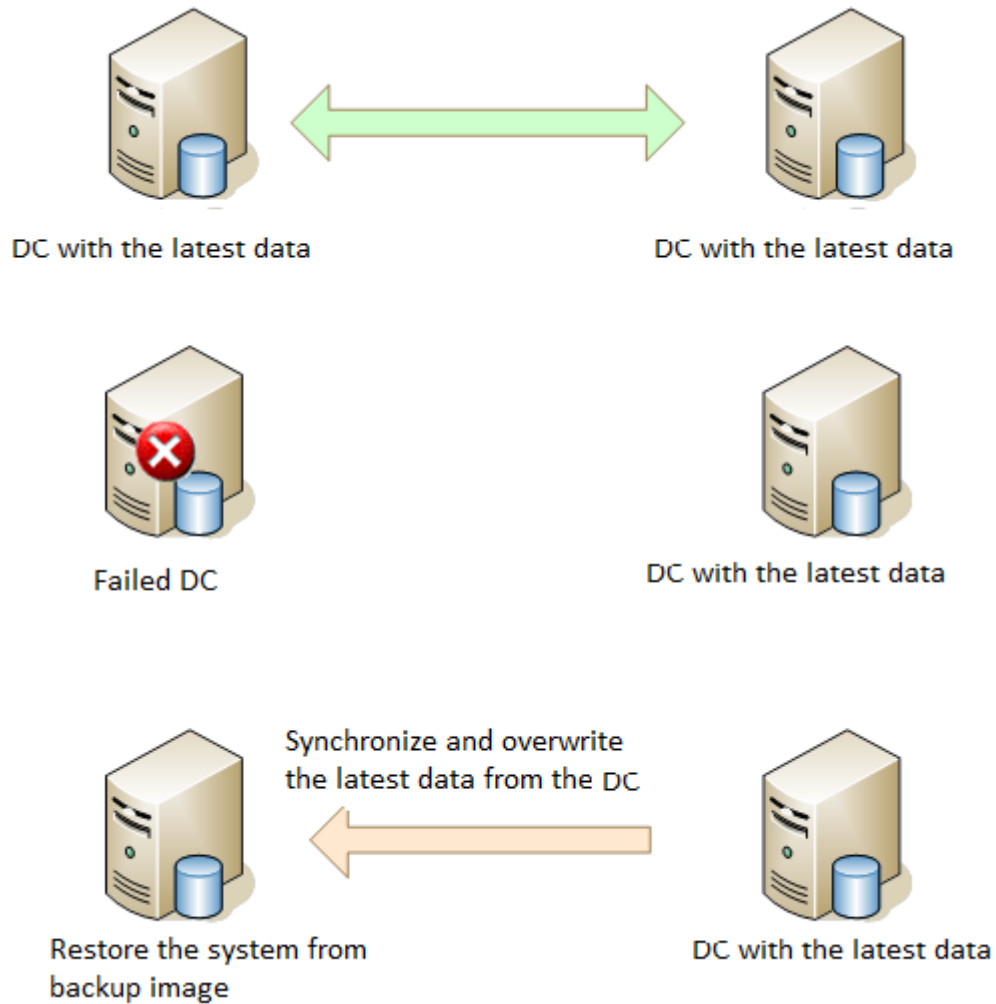 DC with the latest data
DC with the latest data
Failed DC
DC with the latest data
Synchronize and overwrite
the latest data from the DC
Restore the system from
backup image
DC with the latest data